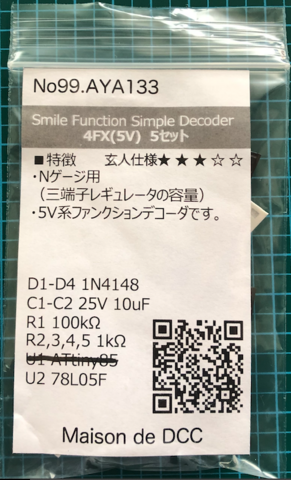 No99.AYA133
Smile Function Simple Decoder
4FX(5V) 5セット
■特徴 玄人仕様★★★☆☆
・Nゲージ用
（三端子レギュレータの容量）
・5V系ファンクションデコーダです。
D1-D4 1N4148
C1-C2 25V 10uF
R1 100kΩ
R2,3,4,5 1kΩ
U1 ATtiny85
U2 78L05F
Maison de DCC